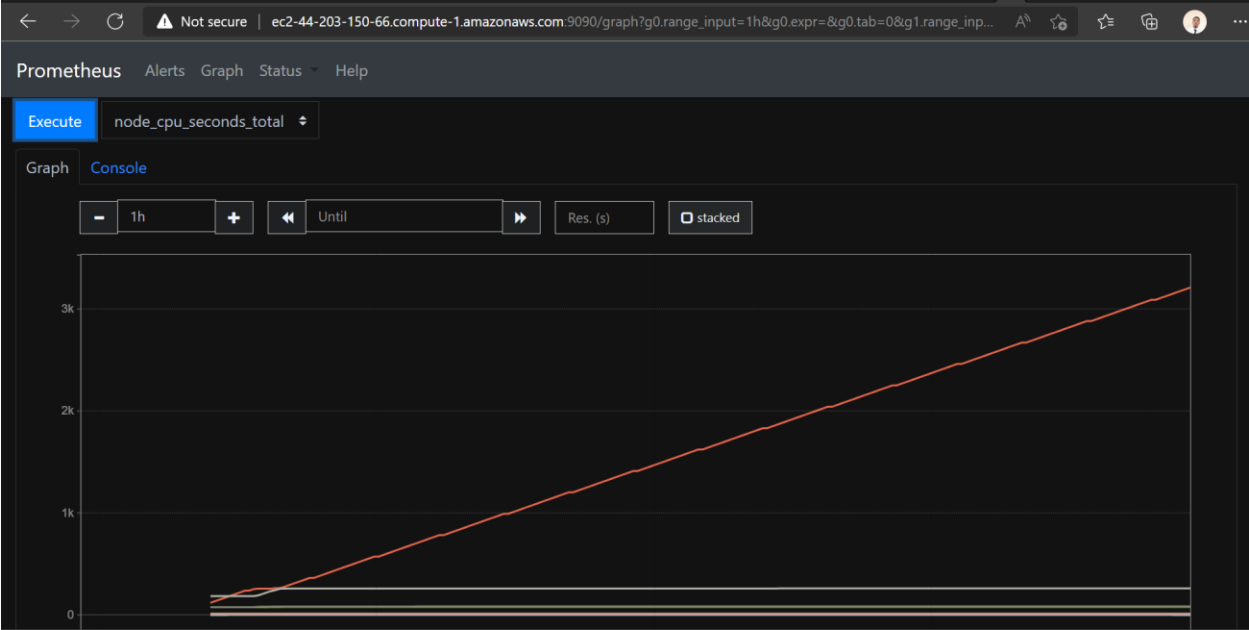 Not secure | ec2-44-203-150-66.compute-1.amazonaws.com:9090/graph?g0.range_input=1h&g0.expr=&g0.tab=0&g1.range_inp...
Prometheus Alerts Graph Status Help
Execute node_cpu_seconds_total
Graph Console
1h Until Res. (s) stacked
3k
2k
1k
0